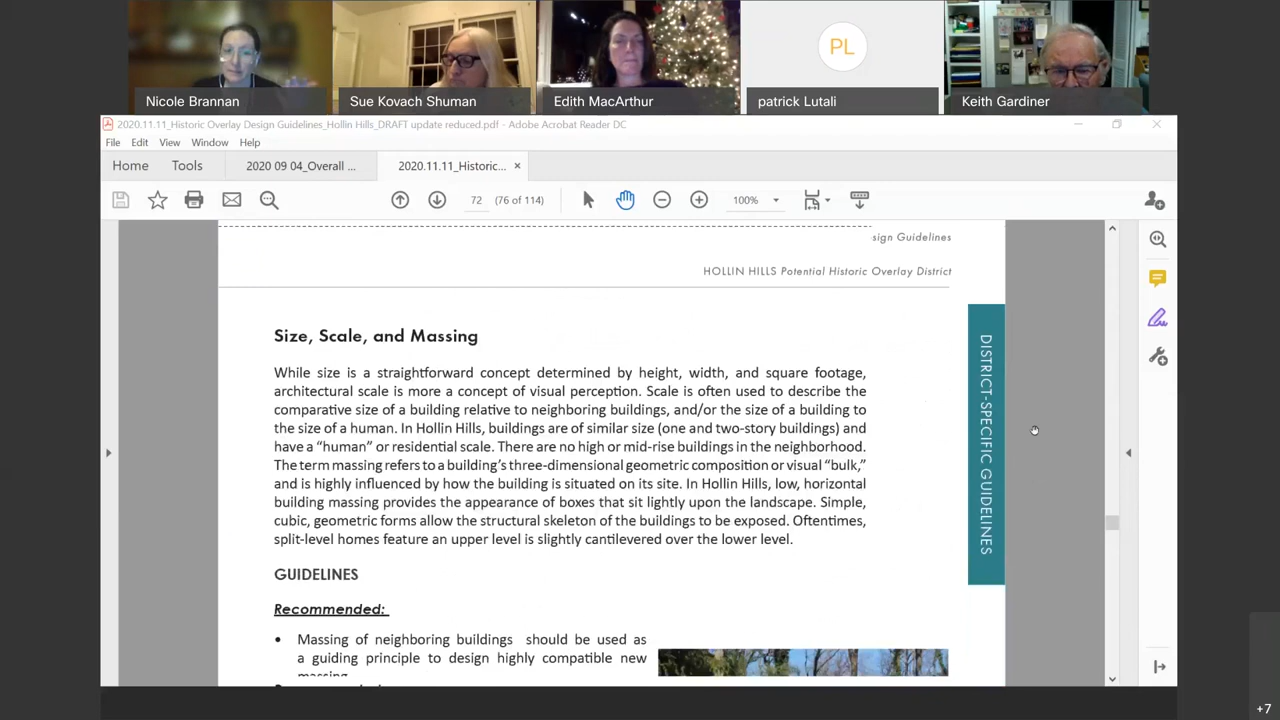 PL
Nicole Brannan
Sue Kovach Shuman
Edith MacArthur
patrick Lutali
Keith Gardiner
2020.11.11_Historic Overlay Design Guidelines_Hollin Hills_DRAFT update reduced.pdf - Adobe Acrobat Reader DC
File Edit View Window Help
Home Tools 2020 09 04_Overall ... 2020.11.11_Historic...
72 (76 of 114) 100%
sign Guidelines
HOLLIN HILLS Potential Historic Overlay District
Size, Scale, and Massing
While size is a straightforward concept determined by height, width, and square footage,
architectural scale is more a concept of visual perception. Scale is often used to describe the
comparative size of a building relative to neighboring buildings, and/or the size of a building to
the size of a human. In Hollin Hills, buildings are of similar size (one and two-story buildings) and
have a “human” or residential scale. There are no high or mid-rise buildings in the neighborhood.
The term massing refers to a building’s three-dimensional geometric composition or visual “bulk,”
and is highly influenced by how the building is situated on its site. In Hollin Hills, low, horizontal
building massing provides the appearance of boxes that sit lightly upon the landscape. Simple,
cubic, geometric forms allow the structural skeleton of the buildings to be exposed. Oftentimes,
split-level homes feature an upper level is slightly cantilevered over the lower level.
GUIDELINES
Recommended:
• Massing of neighboring buildings should be used as
a guiding principle to design highly compatible new
massing
DISTRICT-SPECIFIC GUIDELINES
+7